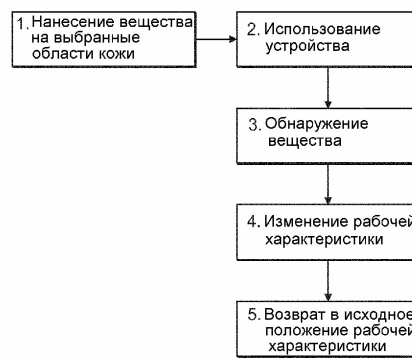 1. Нанесение вещества
на выбранные
области кожи
2. Использование
устройства
3. Обнаружение
вещества
4. Изменение рабочей
характеристики
5. Возврат в исходное
положение рабочей
характеристики